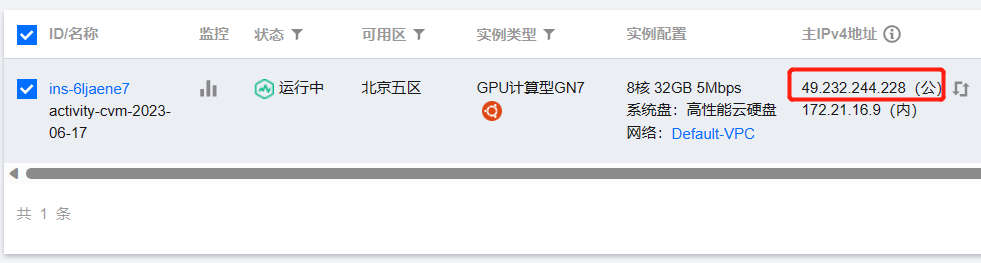 ID/名称 监控 状态 可用区 实例类型 实例配置 主IPv4地址
ins-6ljaene7 运行中 北京五区 GPU计算型GN7 8核 32GB 5Mbps 49.232.244.228（公）
activity-cvm-2023- 系统盘：高性能云硬盘 172.21.16.9（内）
06-17 网络：Default-VPC
共 1 条